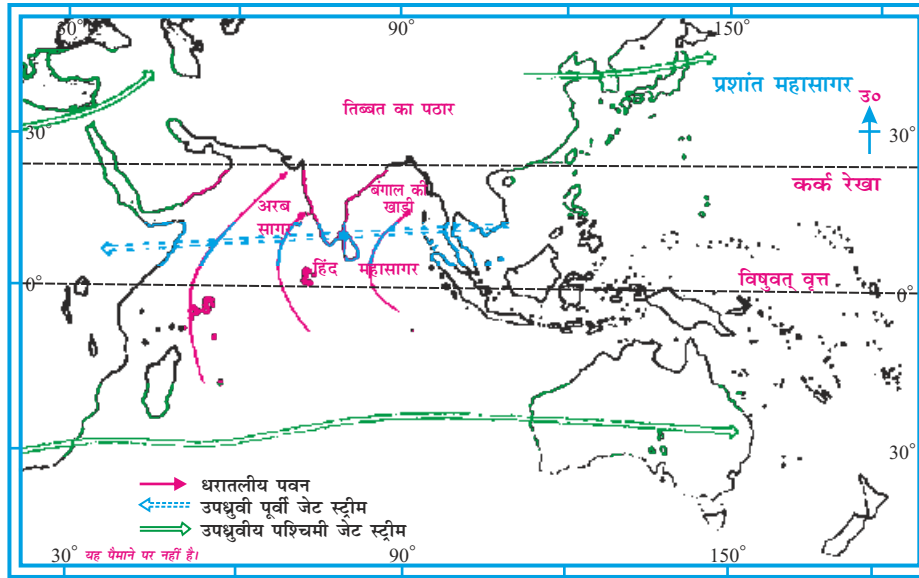 30° 90° 150°
प्रशांत महासागर
उ०
तिब्बत का पठार
30° 30°
कर्क रेखा
बंगाल की
खाड़ी
अरब
सागर
हिंद महासागर
विषुवत् वृत्त
0° 0°
30°
धरातलीय पवन
उपध्रुवी पूर्वी जेट स्ट्रीम
उपध्रुवीय पश्चिमी जेट स्ट्रीम
30° 90° 150°
यह पैमाने पर नहीं है।